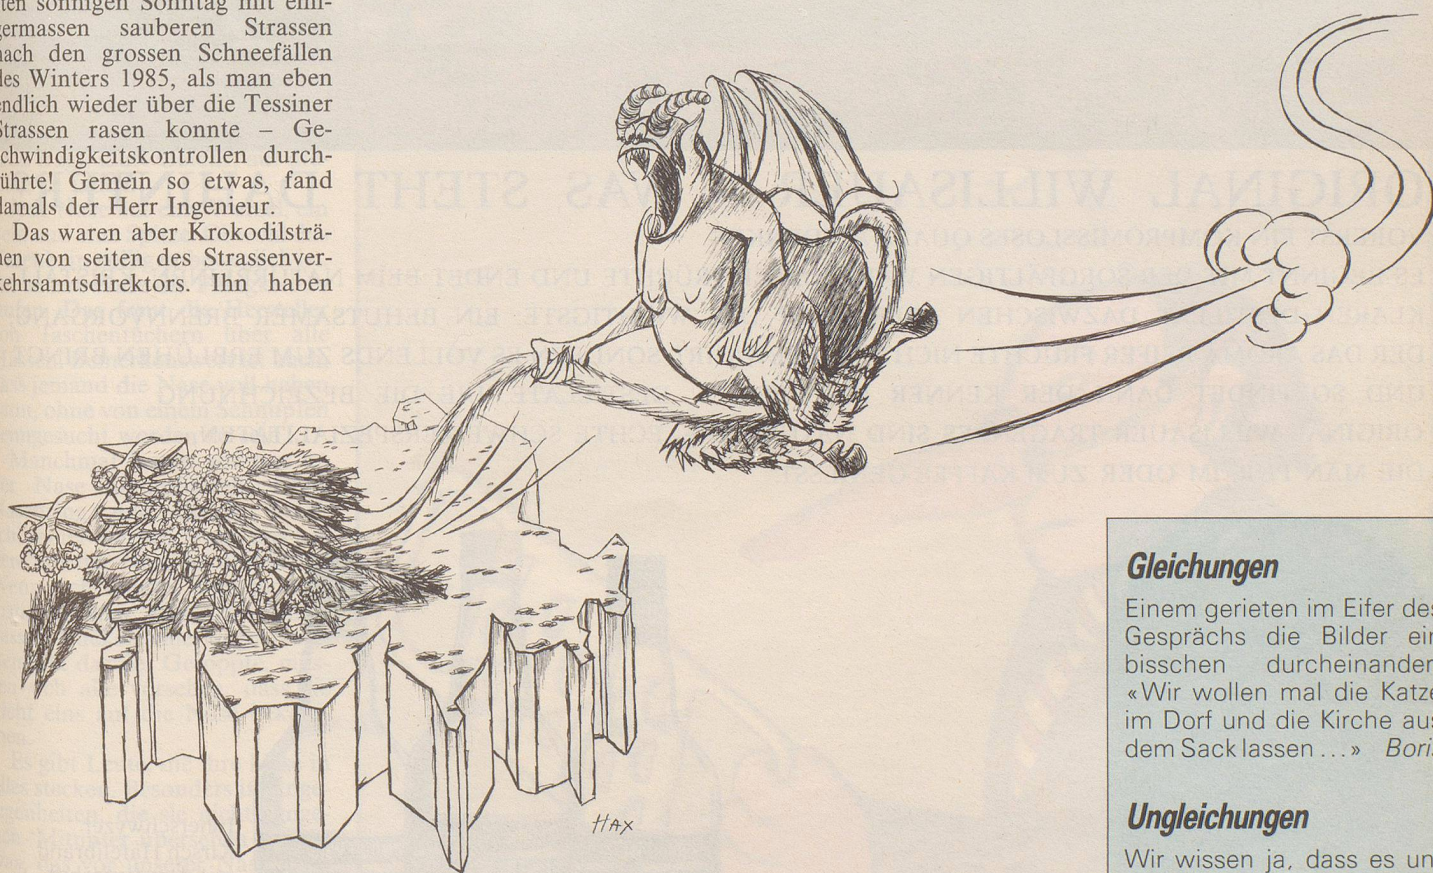 ten sonnigen Sonntag mit eini-
germassen sauberen Strassen
nach den grossen Schneefällen
des Winters 1985, als man eben
endlich wieder über die Tessiner
Strassen rasen konnte – Ge-
schwindigkeitskontrollen durch-
führte! Gemein so etwas, fand
damals der Herr Ingenieur.
Das waren aber Krokodilsträ-
nen von seiten des Strassenver-
kehrsamtsdirektors. Ihn haben
HAX
Gleichungen
Einem gerieten im Eifer des
Gesprächs die Bilder ein
bisschen durcheinander:
«Wir wollen mal die Katze
im Dorf und die Kirche aus
dem Sack lassen ...» Boris
Ungleichungen
Wir wissen ja, dass es un